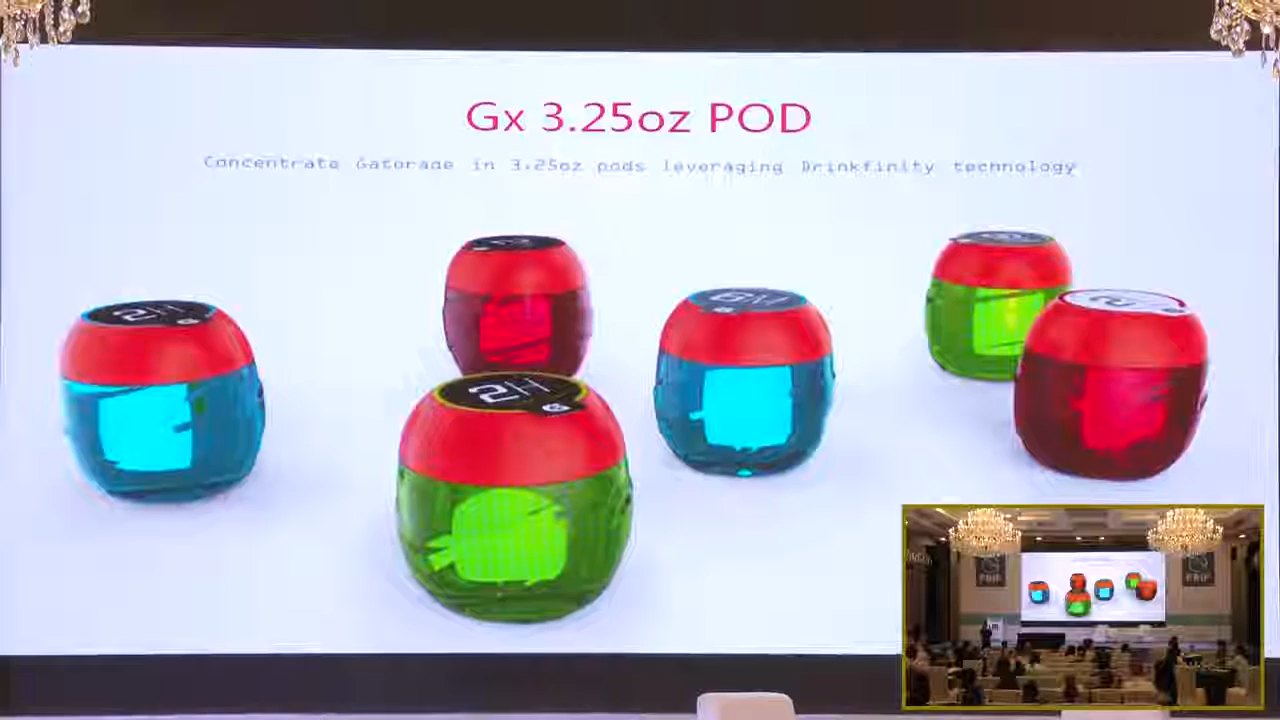 Gx 3.25oz POD
Concentrate Gatorade in 3.25oz pods leveraging Drinkfinity technology